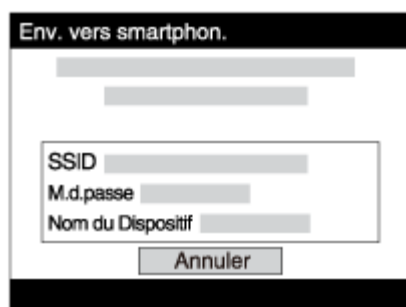 Env. vers smartphon.
SSID
M.d.passe
Nom du Dispositif
Annuler